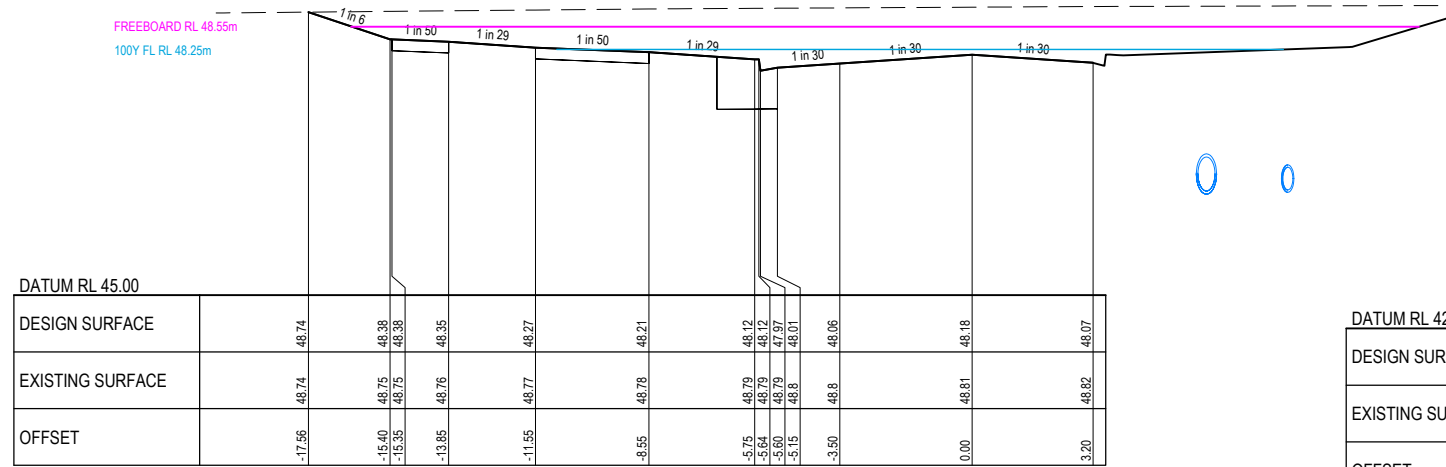 1 in 6
FREEBOARD RL 48.55m
1 in 50
1 in 29
1 in 50
1 in 29
1 in 30
1 in 30
1 in 30
100Y FL RL 48.25m
DATUM RL 45.00
DESIGN SURFACE 48.74 48.38 48.38 48.35 48.27 48.21 48.12 48.12 47.97 48.01 48.06 48.18 48.07
EXISTING SURFACE 48.74 48.75 48.75 48.76 48.77 48.78 48.79 48.79 48.79 48.8 48.8 48.81 48.82
OFFSET -17.56 -15.40 -15.35 -13.85 -11.55 -8.55 -5.75 -5.64 -5.60 -5.15 -3.50 0.00 3.20
DATUM RL 42
DESIGN SUR
EXISTING SU